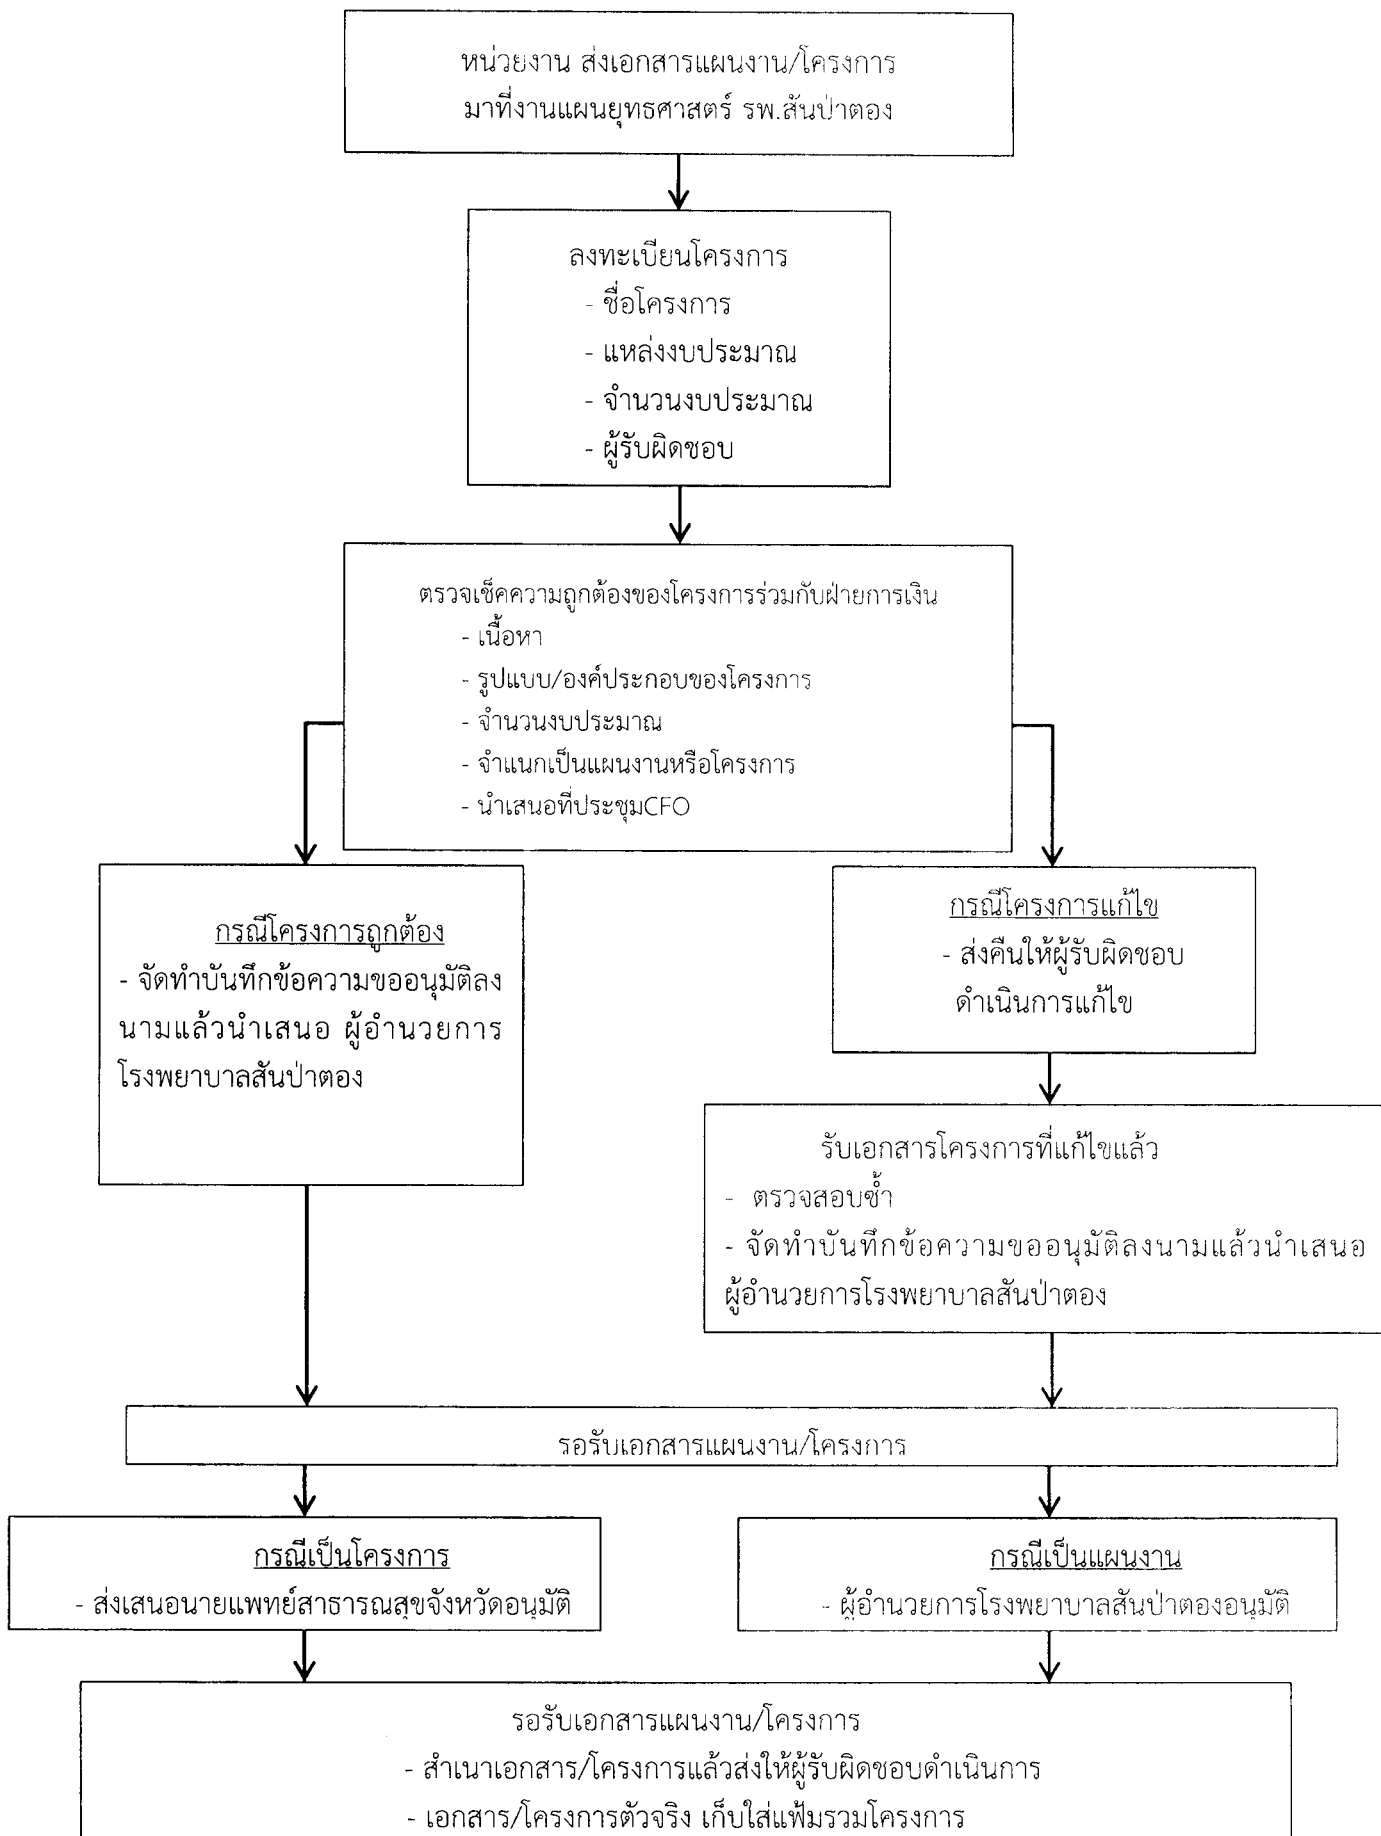 หน่วยงาน ส่งเอกสารแผนงาน/โครงการ
มาที่งานแผนยุทธศาสตร์ รพ.สันป่าตอง
ลงทะเบียนโครงการ
- ชื่อโครงการ
- แหล่งงบประมาณ
- จำนวนงบประมาณ
- ผู้รับผิดชอบ
ตรวจเช็คความถูกต้องของโครงการร่วมกับฝ่ายการเงิน
- เนื้อหา
- รูปแบบ/องค์ประกอบของโครงการ
- จำนวนงบประมาณ
- จำแนกเป็นแผนงานหรือโครงการ
- นำเสนอที่ประชุมCFO
กรณีโครงการถูกต้อง
- จัดทำบันทึกข้อความขออนุมัติลง
นามแล้วนำเสนอ ผู้อำนวยการ
โรงพยาบาลสันป่าตอง
กรณีโครงการแก้ไข
- ส่งคืนให้ผู้รับผิดชอบ
ดำเนินการแก้ไข
รับเอกสารโครงการที่แก้ไขแล้ว
- ตรวจสอบซ้ำ
- จัดทำบันทึกข้อความขออนุมัติลงนามแล้วนำเสนอ
ผู้อำนวยการโรงพยาบาลสันป่าตอง
รอรับเอกสารแผนงาน/โครงการ
กรณีเป็นโครงการ
- ส่งเสนอนายแพทย์สาธารณสุขจังหวัดอนุมัติ
กรณีเป็นแผนงาน
- ผู้อำนวยการโรงพยาบาลสันป่าตองอนุมัติ
รอรับเอกสารแผนงาน/โครงการ
- สำเนาเอกสาร/โครงการแล้วส่งให้ผู้รับผิดชอบดำเนินการ
- เอกสาร/โครงการตัวจริง เก็บใส่แฟ้มรวมโครงการ